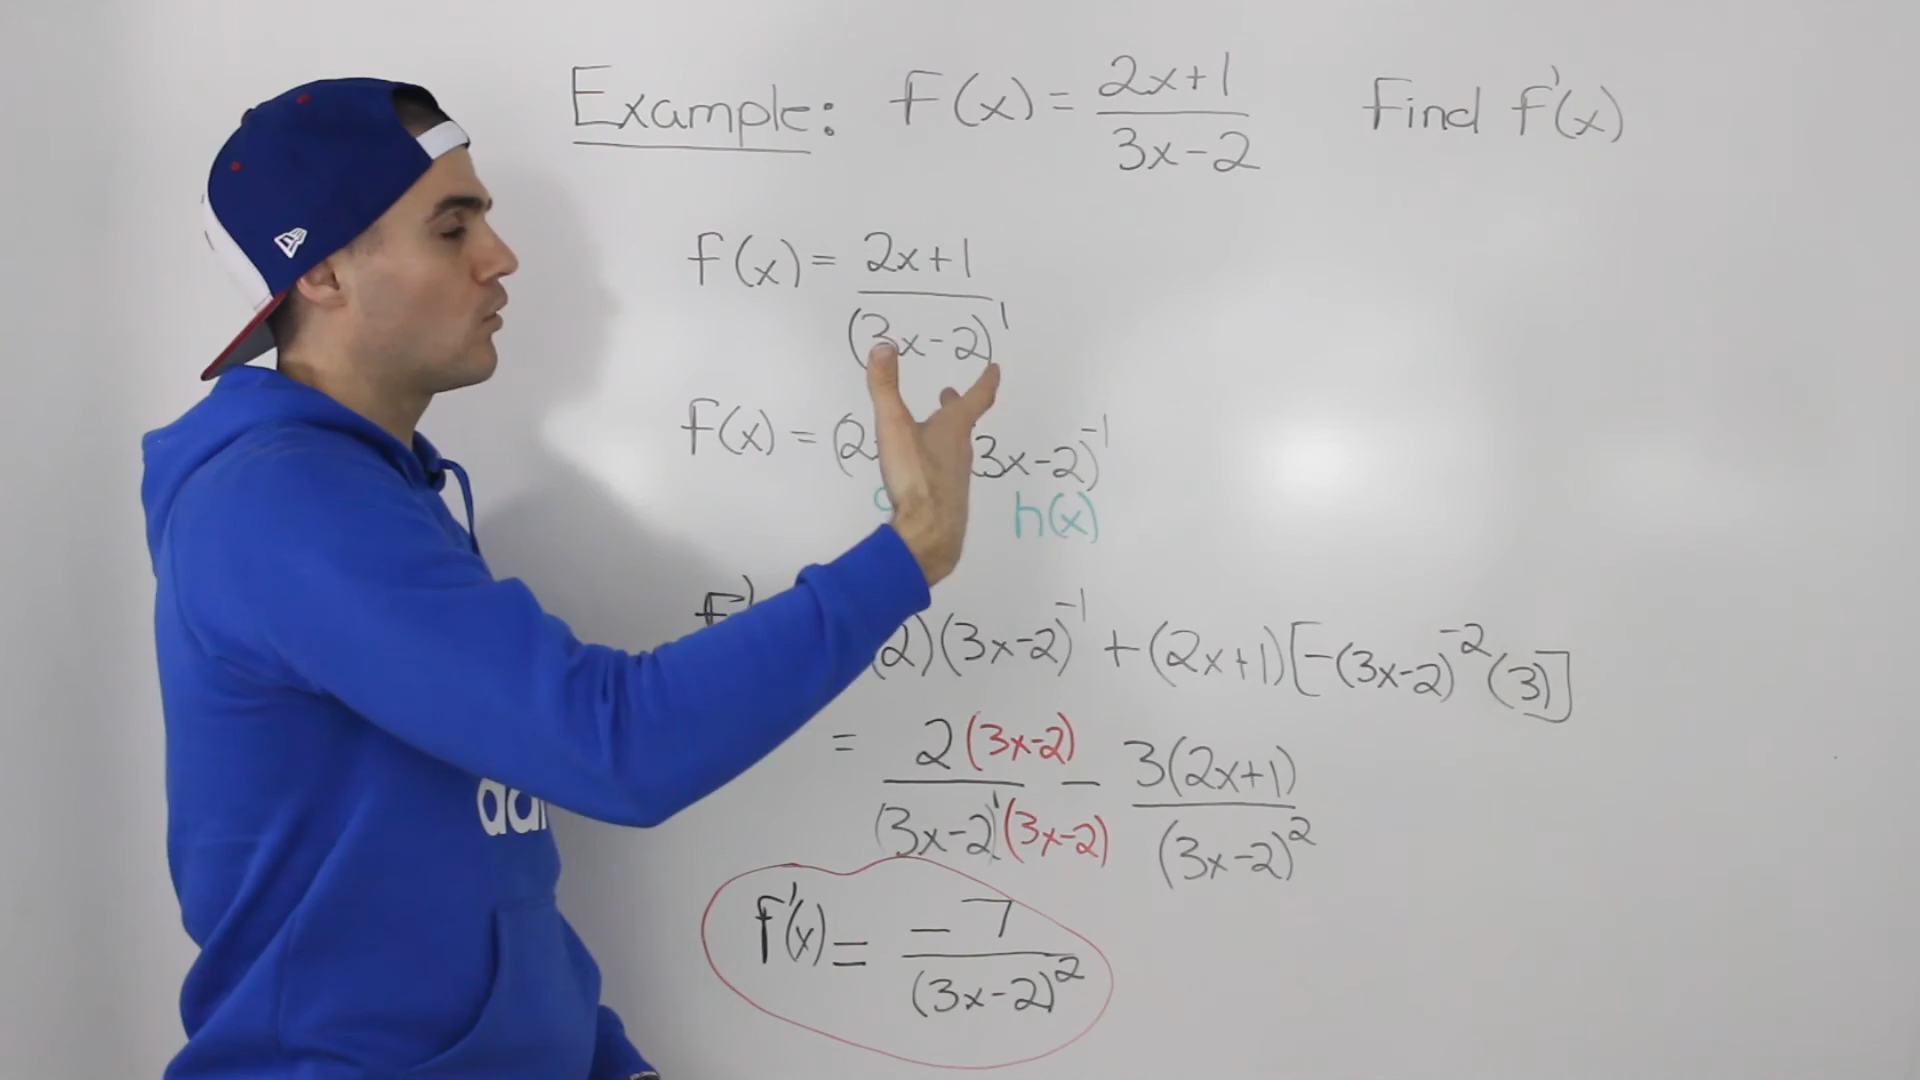 Example: f(x) = (2x+1)/(3x-2) Find f'(x)
f(x) = (2x+1)/(3x-2)¹
f(x) = (2 3x-2)⁻¹
h(x)
f' 2)(3x-2)⁻¹ + (2x+1)[-(3x-2)⁻²(3)]
= 2(3x-2)/(3x-2)¹(3x-2) - 3(2x+1)/(3x-2)²
f'(x) = -7/(3x-2)²